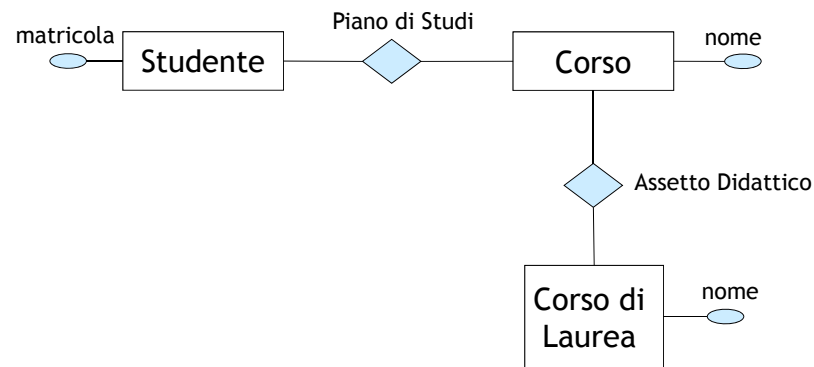 Piano di Studi
matricola
nome
Studente
Corso
Assetto Didattico
Corso di
Laurea
nome